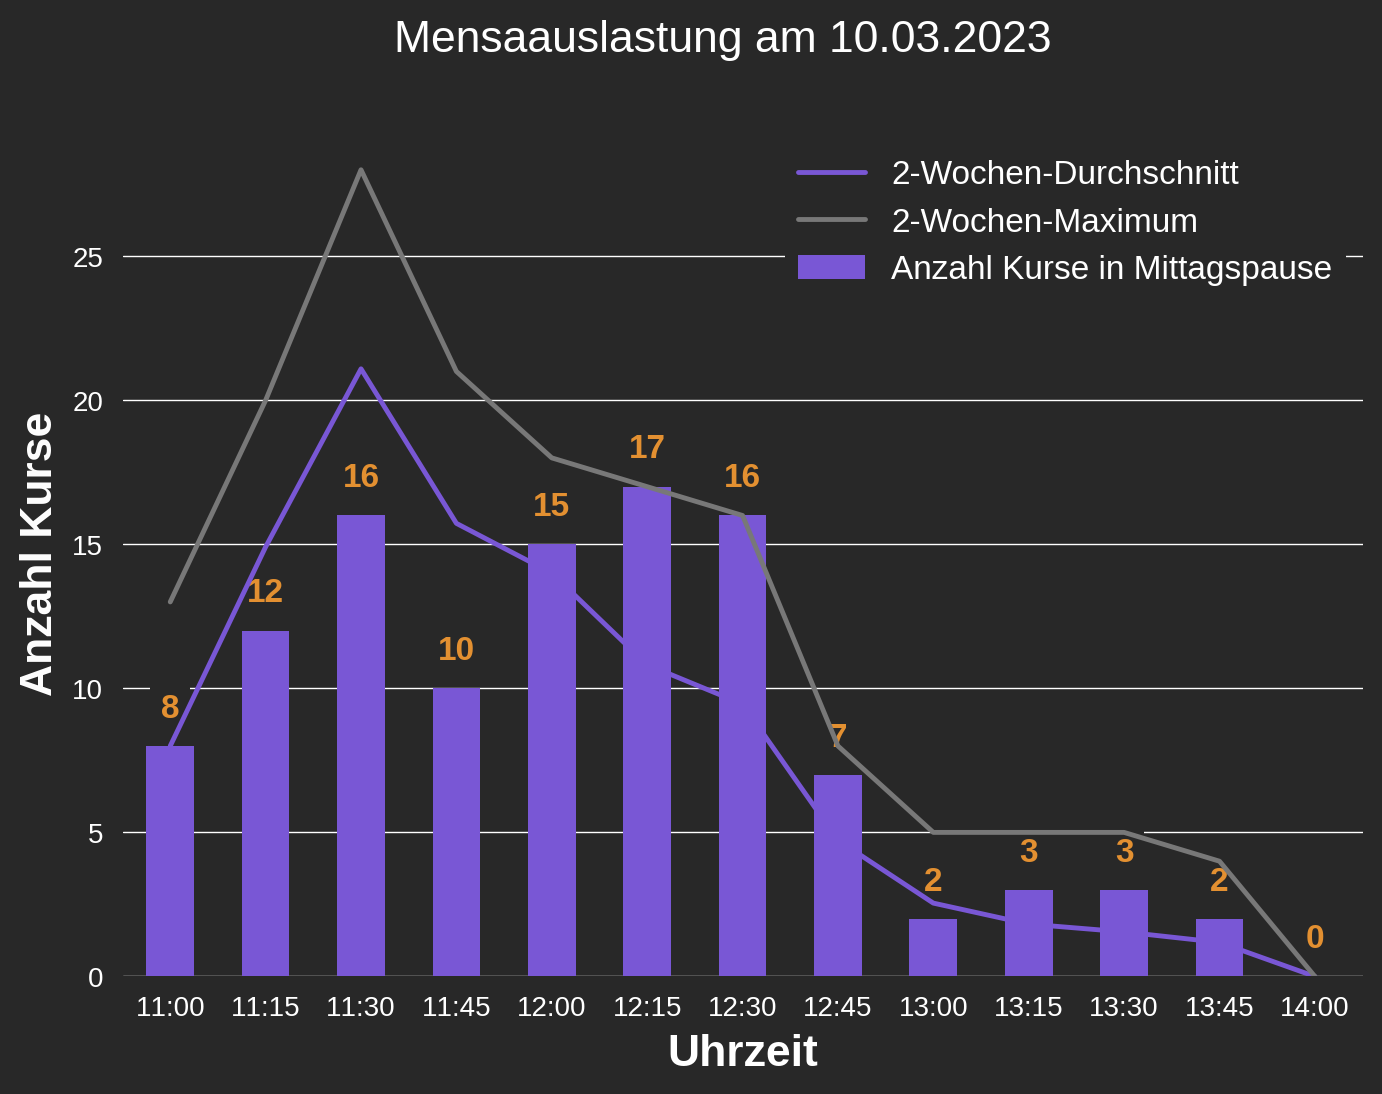 Mensaauslastung am 10.03.2023
2-Wochen-Durchschnitt
2-Wochen-Maximum
Anzahl Kurse in Mittagspause
Anzahl Kurse
25
20
15
10
5
0
8
12
16
10
15
17
16
7
2
3
3
2
0
11:00 11:15 11:30 11:45 12:00 12:15 12:30 12:45 13:00 13:15 13:30 13:45 14:00
Uhrzeit